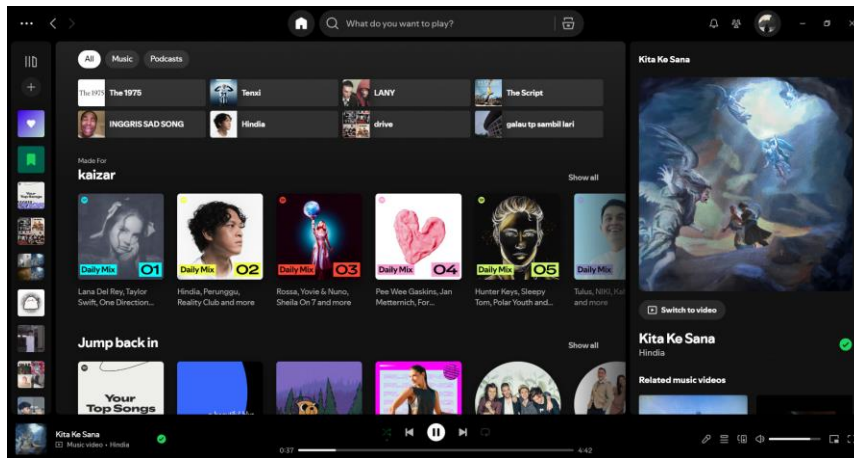 What do you want to play?
All Music Podcasts
Kita Ke Sana
The 1975 The 1975
Tenxi
LANY
The Script
INGGRIS SAD SONG
Hindia
drive
galau tp sambil lari
Made For
kaizar
Show all
Daily Mix 01
Daily Mix 02
Daily Mix 03
Daily Mix 04
Daily Mix 05
Daily Mix
Lana Del Rey, Taylor
Swift, One Direction...
Hindia, Perunggu,
Reality Club and more
Rossa, Yovie & Nuno,
Sheila On 7 and more
Pee Wee Gaskins, Jan
Metternich, For...
Hunter Keys, Sleepy
Tom, Polar Youth and...
Tulus, NIKI, Kal
and more
Switch to video
Kita Ke Sana
Hindia
Jump back in
Show all
Your
Top Songs
Related music videos
Kita Ke Sana
Music video • Hindia
0:37
4:42